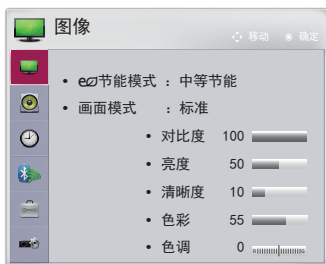 图像
移动 确定
• e节能模式 : 中等节能
• 画面模式 : 标准
• 对比度 100
• 亮度 50
• 清晰度 10
• 色彩 55
• 色调 0